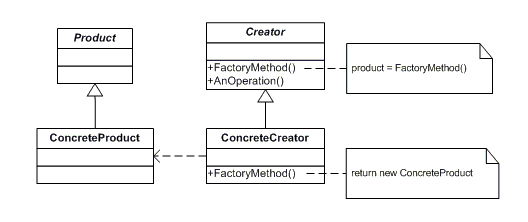 Product
Creator
+FactoryMethod()
+AnOperation()
product = FactoryMethod()
ConcreteProduct
ConcreteCreator
+FactoryMethod()
return new ConcreteProduct